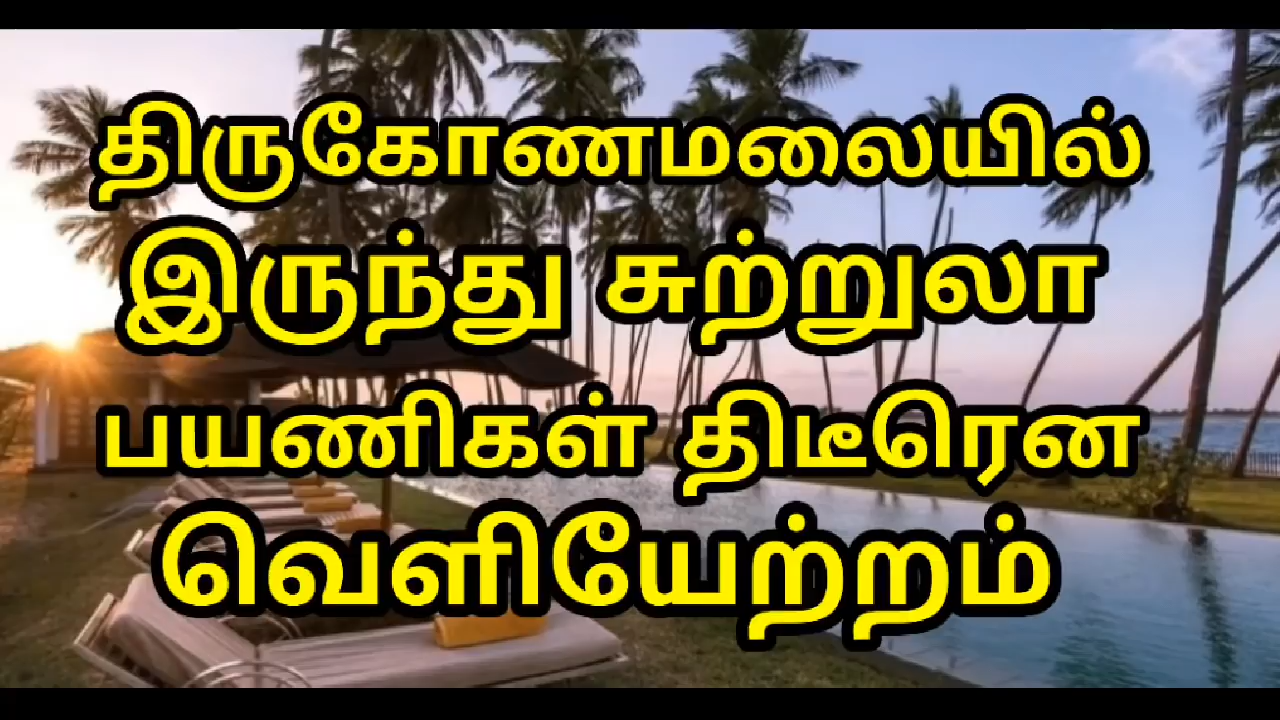 திருகோணமலையில்
இருந்து சுற்றுலா
பயணிகள் திடீரென
வெளியேற்றம்